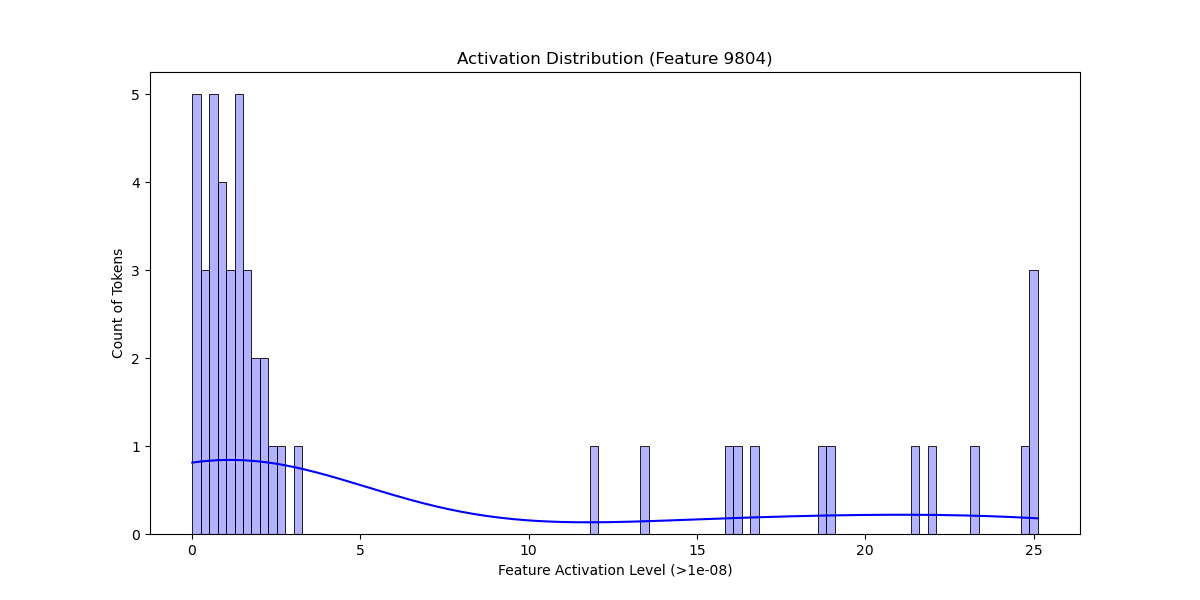 Activation Distribution (Feature 9804)
5
4
3
2
1
0
Count of Tokens
0 5 10 15 20 25
Feature Activation Level (>1e-08)